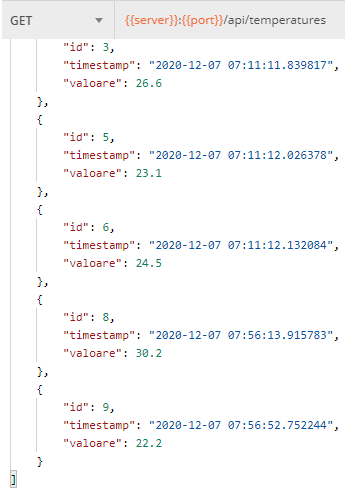 GET {{server}}:{{port}}/api/temperatures
"id": 3,
"timestamp": "2020-12-07 07:11:11.839817",
"valoare": 26.6
},
{
"id": 5,
"timestamp": "2020-12-07 07:11:12.026378",
"valoare": 23.1
},
{
"id": 6,
"timestamp": "2020-12-07 07:11:12.132084",
"valoare": 24.5
},
{
"id": 8,
"timestamp": "2020-12-07 07:56:13.915783",
"valoare": 30.2
},
{
"id": 9,
"timestamp": "2020-12-07 07:56:52.752244",
"valoare": 22.2
}
]